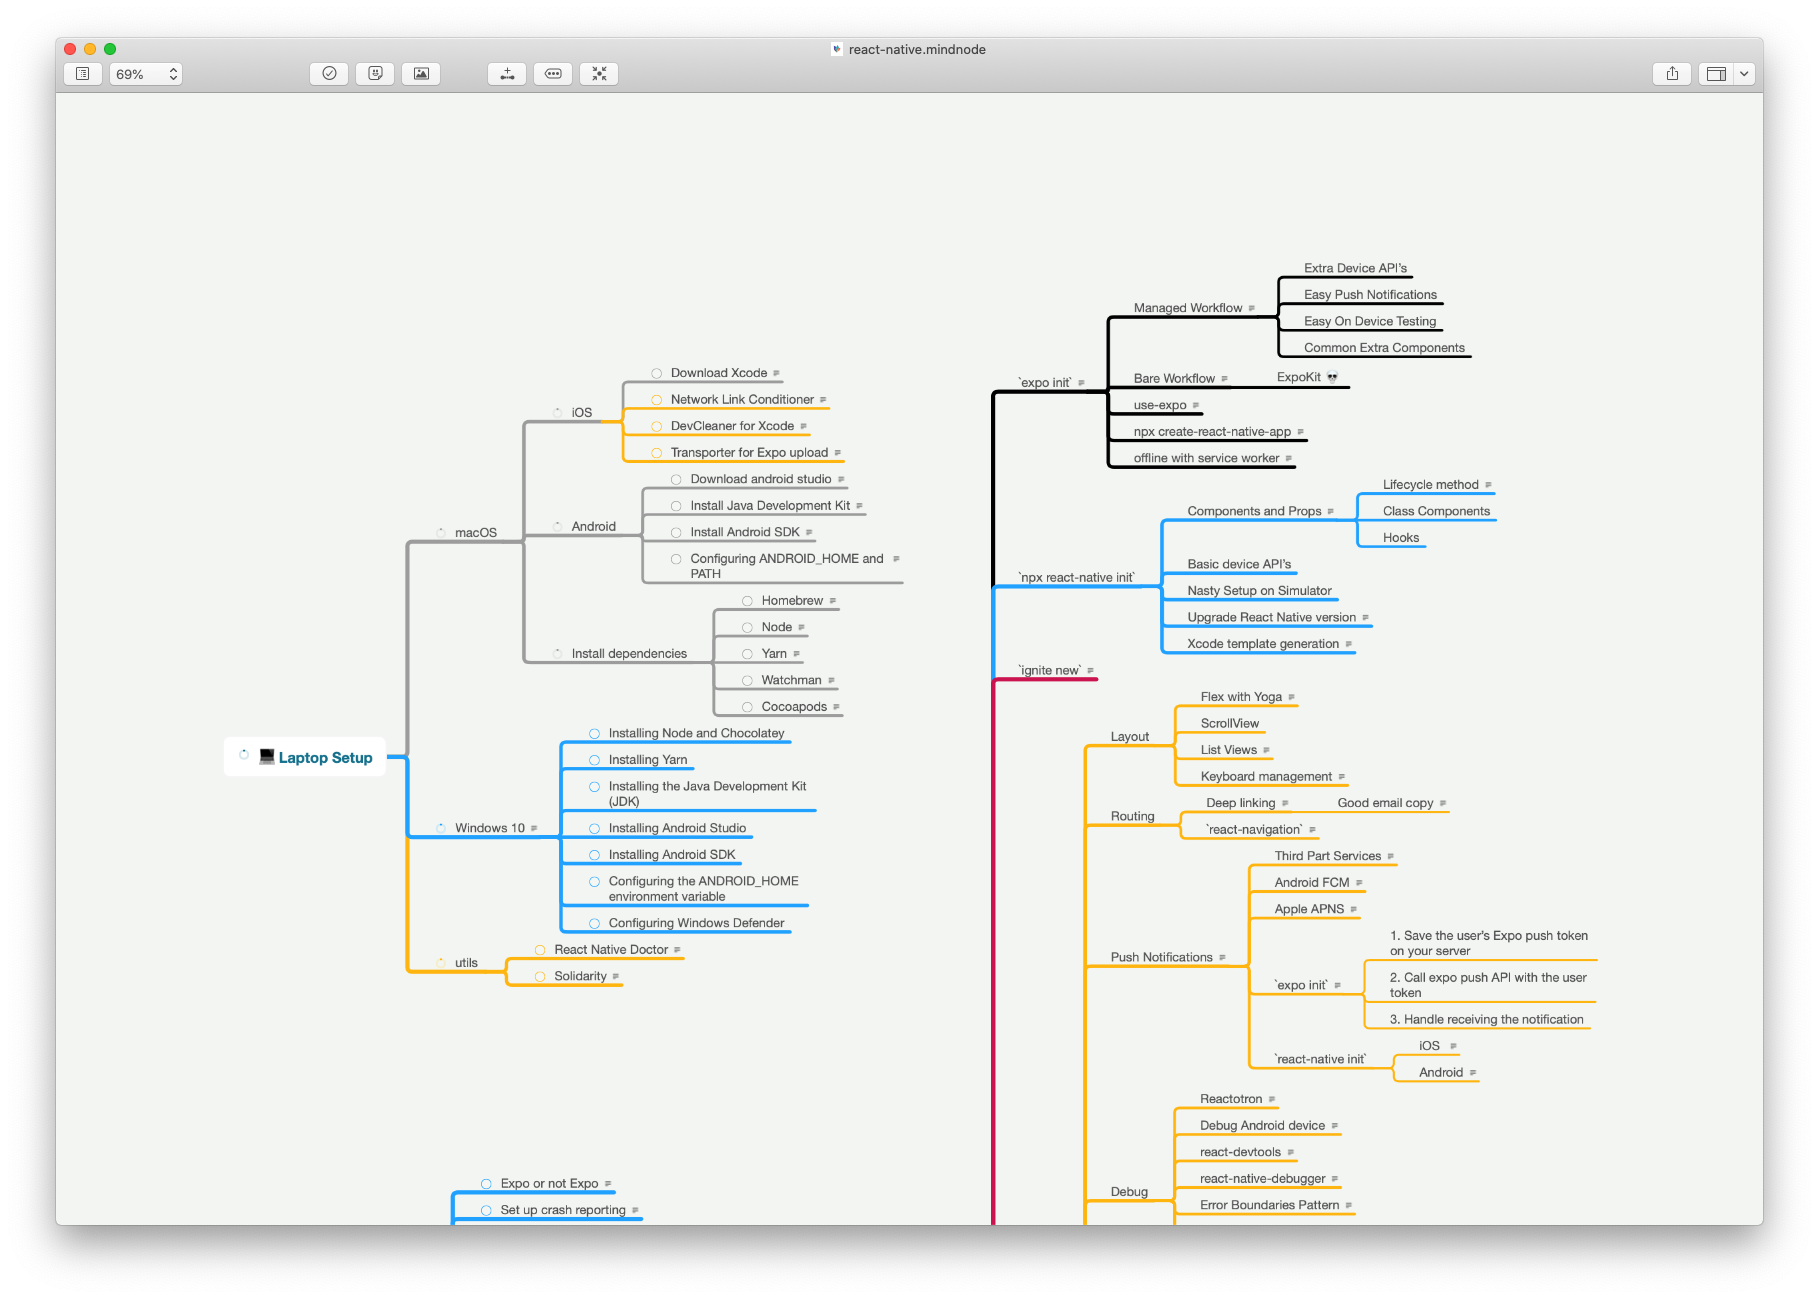 react-native.mindnode
69%
Laptop Setup
macOS
iOS
Download Xcode
Network Link Conditioner
DevCleaner for Xcode
Transporter for Expo upload
Android
Download android studio
Install Java Development Kit
Install Android SDK
Configuring ANDROID_HOME and
PATH
Install dependencies
Homebrew
Node
Yarn
Watchman
Cocoapods
Windows 10
Installing Node and Chocolatey
Installing Yarn
Installing the Java Development Kit
(JDK)
Installing Android Studio
Installing Android SDK
Configuring the ANDROID_HOME
environment variable
Configuring Windows Defender
utils
React Native Doctor
Solidarity
Expo or not Expo
Set up crash reporting
`expo init`
Managed Workflow
Extra Device API's
Easy Push Notifications
Easy On Device Testing
Common Extra Components
Bare Workflow
ExpoKit
use-expo
npx create-react-native-app
offline with service worker
`npx react-native init`
Components and Props
Lifecycle method
Class Components
Hooks
Basic device API's
Nasty Setup on Simulator
Upgrade React Native version
Xcode template generation
`ignite new`
Layout
Flex with Yoga
ScrollView
List Views
Keyboard management
Routing
Deep linking
Good email copy
`react-navigation`
Push Notifications
Third Part Services
Android FCM
Apple APNS
`expo init`
1. Save the user's Expo push token
on your server
2. Call expo push API with the user
token
3. Handle receiving the notification
`react-native init`
iOS
Android
Debug
Reactotron
Debug Android device
react-devtools
react-native-debugger
Error Boundaries Pattern